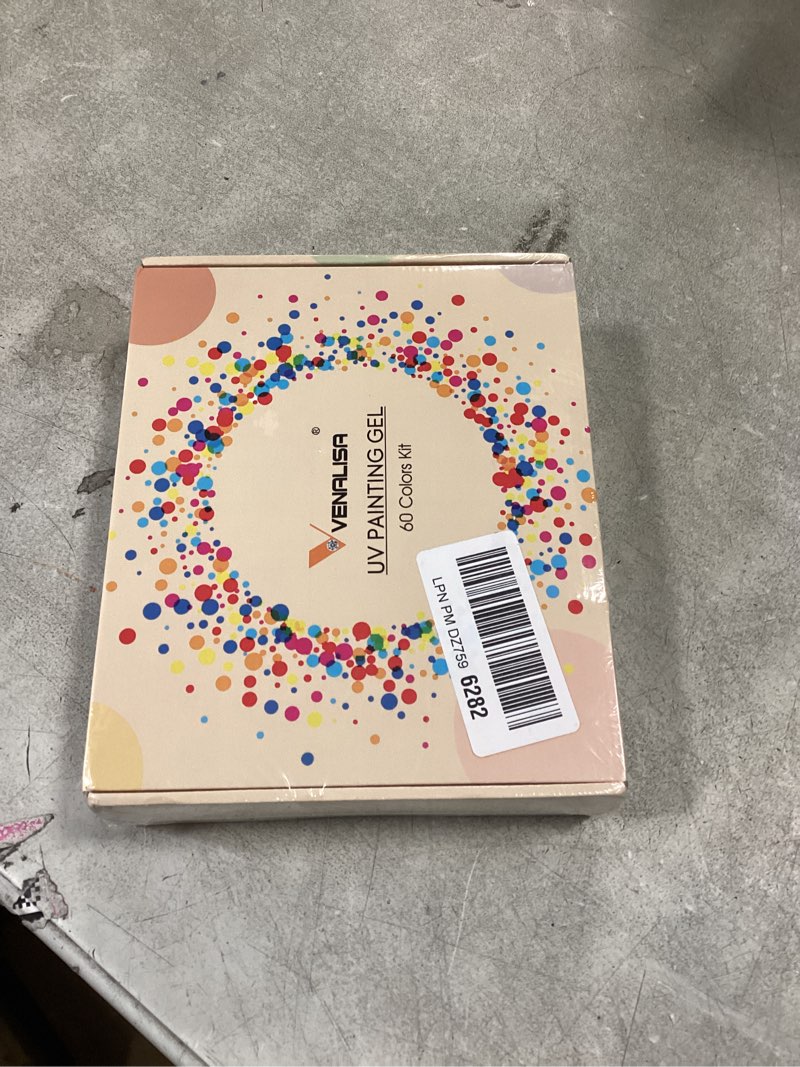 VENALISA®
UV PAINTING GEL
60 Colors Kit
LPN PM DZ759 6282